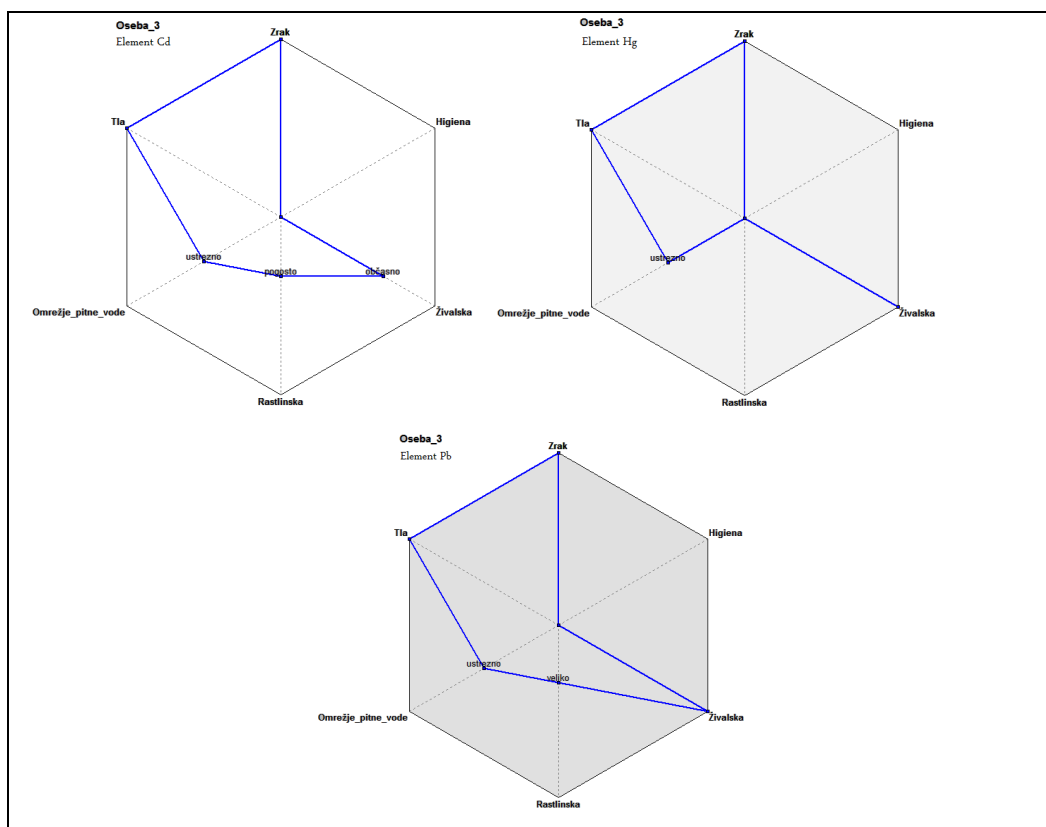 Oseba_3
Element Cd
Zrak
Tla
Higiena
ustrezno
pogosto
občasno
Omrežje_pitne_vode
Živalska
Rastlinska
Oseba_3
Element Hg
Zrak
Tla
Higiena
ustrezno
Omrežje_pitne_vode
Živalska
Rastlinska
Oseba_3
Element Pb
Zrak
Tla
Higiena
ustrezno
veliko
Omrežje_pitne_vode
Živalska
Rastlinska